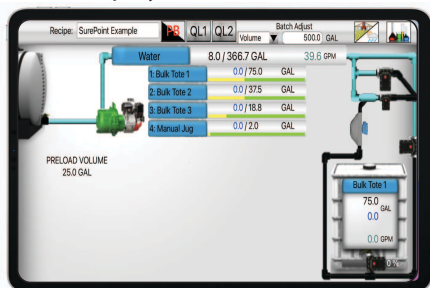 Recipe: SurePoint Example PB QL1 QL2 Batch Adjust
Volume 500.0 GAL
Water 8.0 / 366.7 GAL 39.6 GPM
1: Bulk Tote 1 0.0 / 75.0 GAL
2: Bulk Tote 2 0.0 / 37.5 GAL
3: Bulk Tote 3 0.0 / 18.8 GAL
4: Manual Jug 0.0 / 2.0 GAL
PRELOAD VOLUME
25.0 GAL
Bulk Tote 1
75.0
GAL
0.0
0.0 GPM
0 %